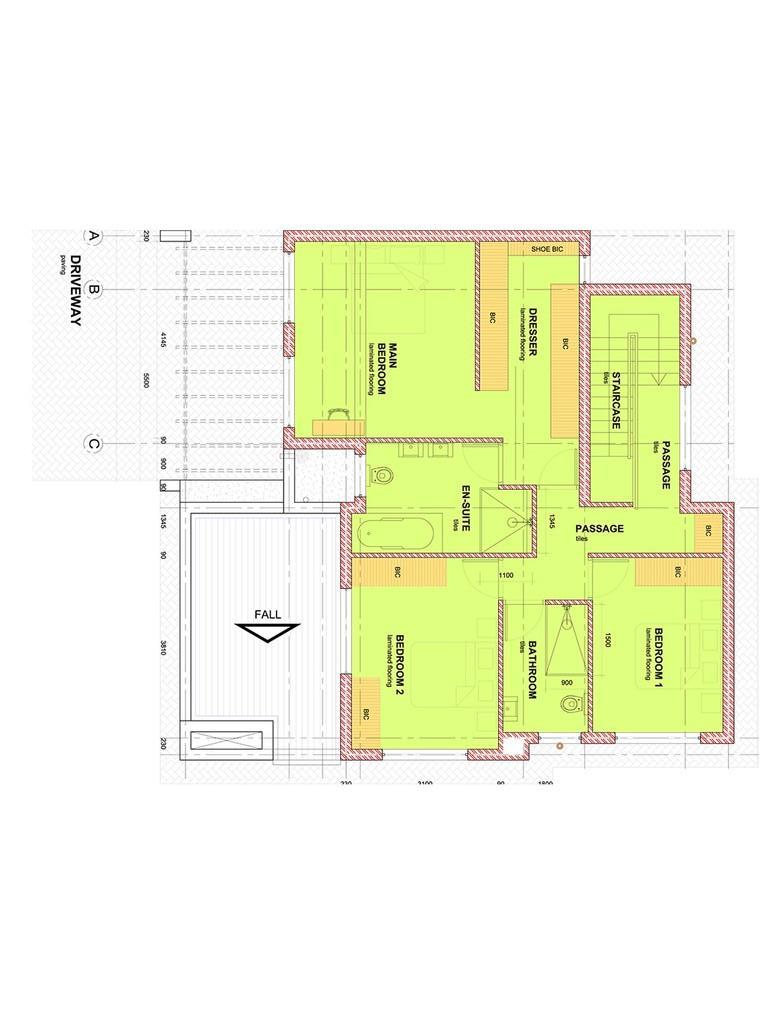 A
B
C
DRIVEWAY
paving
230
4145
5500
90
900
90
1345
90
3810
230
SHOE BIC
BIC
BIC
DRESSER
laminated flooring
MAIN
BEDROOM
laminated flooring
STAIRCASE
tiles
PASSAGE
tiles
EN-SUITE
tiles
1345
PASSAGE
tiles
BIC
1100
BIC
BIC
FALL
BEDROOM 2
laminated flooring
BATHROOM
tiles
1500
900
BEDROOM 1
laminated flooring
BIC
230
3100
90
1800